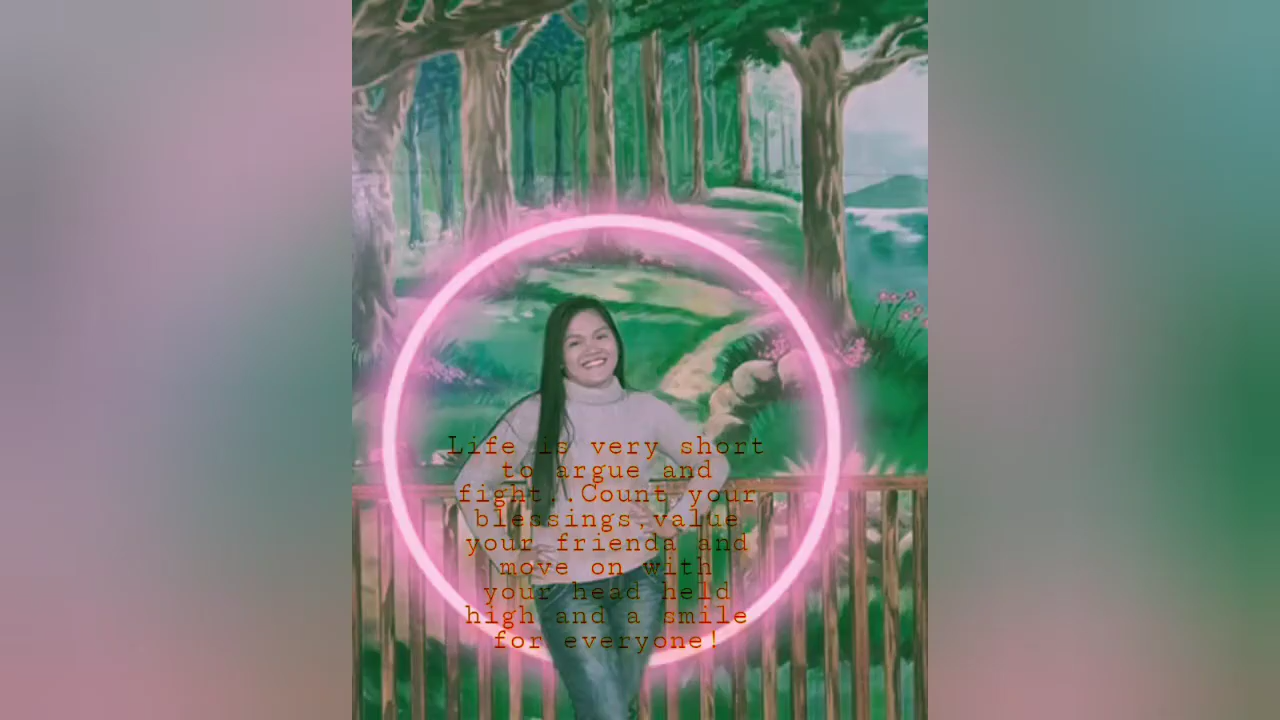 Life is very short
to argue and
fight..Count your
blessings,value
your frienda and
move on with
your head held
high and a smile
for everyone!